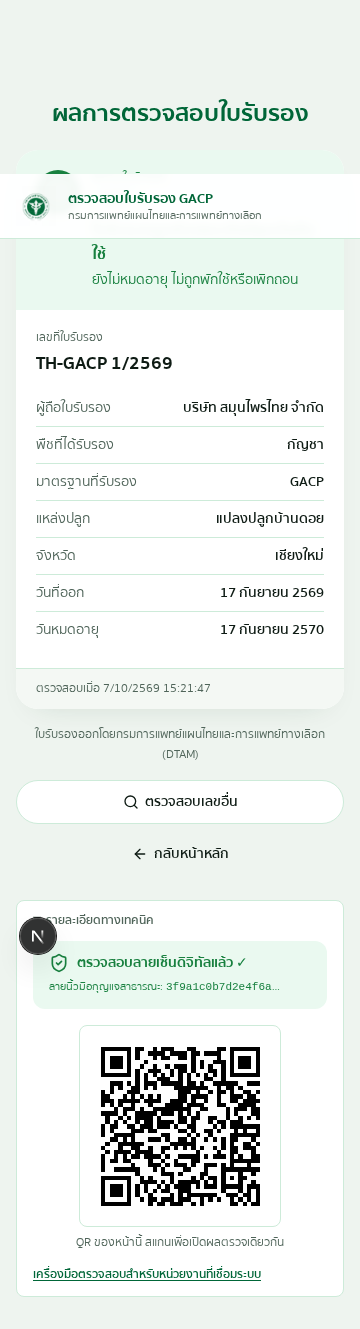 ผลการตรวจสอบใบรับรอง
ตรวจสอบใบรับรอง GACP
กรมการแพทย์แผนไทยและการแพทย์ทางเลือก
ใช้
ยังไม่หมดอายุ ไม่ถูกพักใช้หรือเพิกถอน
เลขที่ใบรับรอง
TH-GACP 1/2569
ผู้ถือใบรับรอง บริษัท สมุนไพรไทย จำกัด
พืชที่ได้รับรอง กัญชา
มาตรฐานที่รับรอง GACP
แหล่งปลูก แปลงปลูกบ้านดอย
จังหวัด เชียงใหม่
วันที่ออก 17 กันยายน 2569
วันหมดอายุ 17 กันยายน 2570
ตรวจสอบเมื่อ 7/10/2569 15:21:47
ใบรับรองออกโดยกรมการแพทย์แผนไทยและการแพทย์ทางเลือก
(DTAM)
ตรวจสอบเลขอื่น
กลับหน้าหลัก
รายละเอียดทางเทคนิค
N
ตรวจสอบลายเซ็นดิจิทัลแล้ว ✓
ลายนิ้วมือกุญแจสาธารณะ: 3f9a1c0b7d2e4f6a…
QR ของหน้านี้ สแกนเพื่อเปิดผลตรวจเดียวกัน
เครื่องมือตรวจสอบสำหรับหน่วยงานที่เชื่อมระบบ